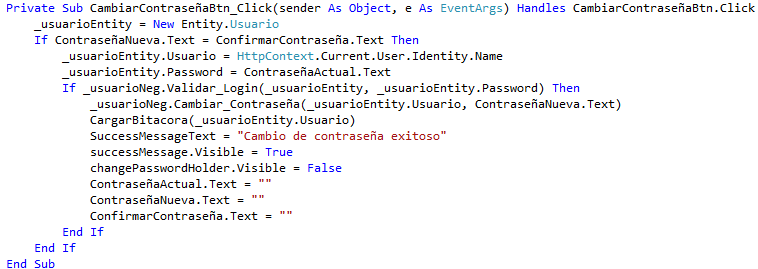 Private Sub CambiarContraseñaBtn_Click(sender As Object, e As EventArgs) Handles CambiarContraseñaBtn.Click
    _usuarioEntity = New Entity.Usuario
    If ContraseñaNueva.Text = ConfirmarContraseña.Text Then
        _usuarioEntity.Usuario = HttpContext.Current.User.Identity.Name
        _usuarioEntity.Password = ContraseñaActual.Text
        If _usuarioNeg.Validar_Login(_usuarioEntity, _usuarioEntity.Password) Then
            _usuarioNeg.Cambiar_Contraseña(_usuarioEntity.Usuario, ContraseñaNueva.Text)
            CargarBitacora(_usuarioEntity.Usuario)
            SuccessMessageText = "Cambio de contraseña exitoso"
            successMessage.Visible = True
            changePasswordHolder.Visible = False
            ContraseñaActual.Text = ""
            ContraseñaNueva.Text = ""
            ConfirmarContraseña.Text = ""
        End If
    End If
End Sub